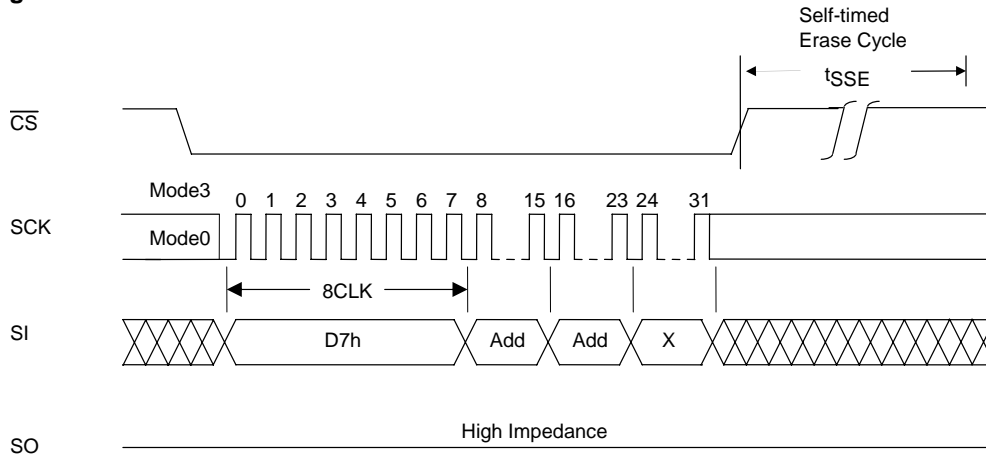 Self-timed
Erase Cycle
tSSE
CS
Mode3
0 1 2 3 4 5 6 7 8 15 16 23 24 31
SCK
Mode0
8CLK
SI
D7h Add Add X
High Impedance
SO